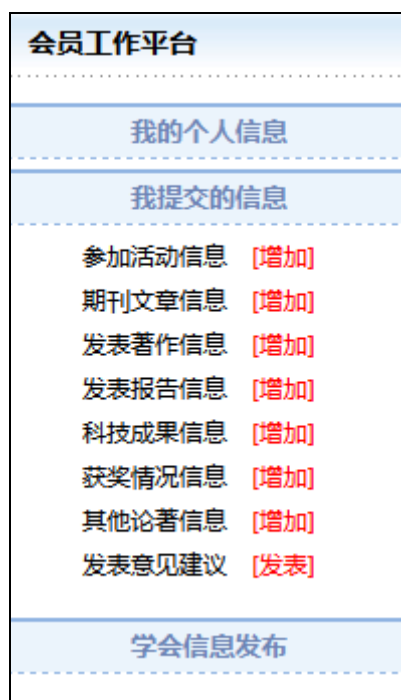 会员工作平台
我的个人信息
我提交的信息
参加活动信息 [增加]
期刊文章信息 [增加]
发表著作信息 [增加]
发表报告信息 [增加]
科技成果信息 [增加]
获奖情况信息 [增加]
其他论著信息 [增加]
发表意见建议 [发表]
学会信息发布